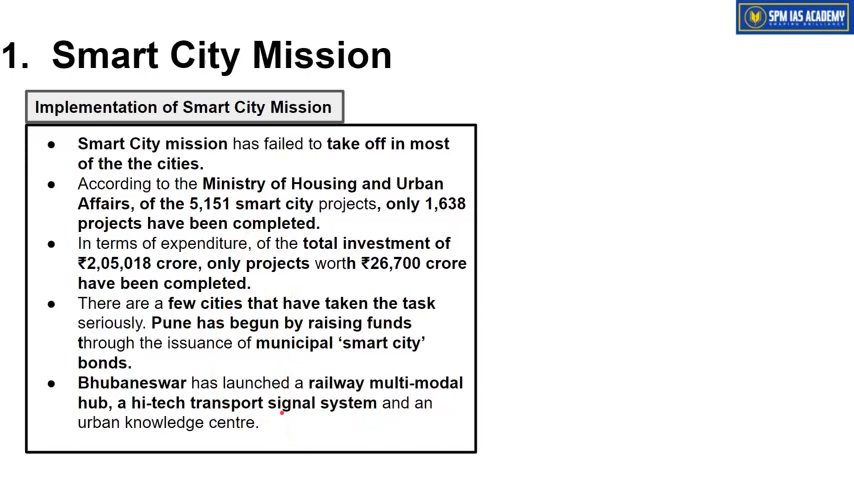 SPM IAS ACADEMY
SHAPING BRILLIANCE
1. Smart City Mission
Implementation of Smart City Mission
● Smart City mission has failed to take off in most
of the the cities.
● According to the Ministry of Housing and Urban
Affairs, of the 5,151 smart city projects, only 1,638
projects have been completed.
● In terms of expenditure, of the total investment of
₹2,05,018 crore, only projects worth ₹26,700 crore
have been completed.
● There are a few cities that have taken the task
seriously. Pune has begun by raising funds
through the issuance of municipal ‘smart city’
bonds.
● Bhubaneswar has launched a railway multi-modal
hub, a hi-tech transport signal system and an
urban knowledge centre.